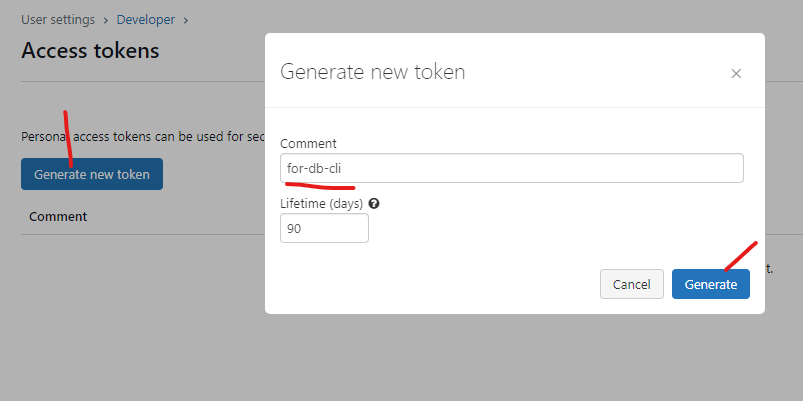 User settings > Developer >
Access tokens
Generate new token
×
Personal access tokens can be used for sec
Comment
for-db-cli
Generate new token
Lifetime (days) ?
Comment
90
t.
Cancel
Generate